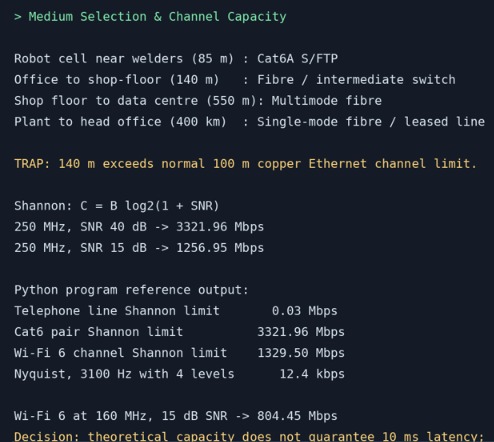 > Medium Selection & Channel Capacity
Robot cell near welders (85 m) : Cat6A S/FTP
Office to shop-floor (140 m)   : Fibre / intermediate switch
Shop floor to data centre (550 m): Multimode fibre
Plant to head office (400 km)  : Single-mode fibre / leased line
TRAP: 140 m exceeds normal 100 m copper Ethernet channel limit.
Shannon: C = B log2(1 + SNR)
250 MHz, SNR 40 dB -> 3321.96 Mbps
250 MHz, SNR 15 dB -> 1256.95 Mbps
Python program reference output:
Telephone line Shannon limit       0.03 Mbps
Cat6 pair Shannon limit          3321.96 Mbps
Wi-Fi 6 channel Shannon limit    1329.50 Mbps
Nyquist, 3100 Hz with 4 levels      12.4 kbps
Wi-Fi 6 at 160 MHz, 15 dB SNR -> 804.45 Mbps
Decision: theoretical capacity does not guarantee 10 ms latency;